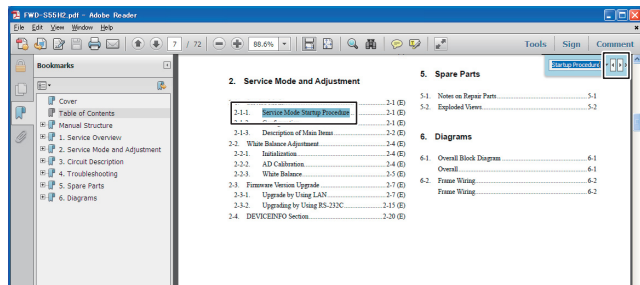 FWD-S55H2.pdf - Adobe Reader
File Edit View Window Help
7 / 72 88.6% Tools Sign Comment
Bookmarks
Cover
Table of Contents
Manual Structure
1. Service Overview
2. Service Mode and Adjustment
3. Circuit Description
4. Troubleshooting
5. Spare Parts
6. Diagrams
2. Service Mode and Adjustment
2-1 (E)
2-1-1. Service Mode Startup Procedure 2-1 (E)
2-1 (E)
2-1-3. Description of Main Items 2-2 (E)
2-2. White Balance Adjustment 2-4 (E)
2-2-1. Initialization 2-4 (E)
2-2-2. AD Calibration 2-4 (E)
2-2-3. White Balance 2-5 (E)
2-3. Firmware Version Upgrade 2-7 (E)
2-3-1. Upgrade by Using LAN 2-7 (E)
2-3-2. Upgrading by Using RS-232C 2-15 (E)
2-4. DEVICEINFO Section 2-20 (E)
Startup Procedure
5. Spare Parts
5-1. Notes on Repair Parts 5-1
5-2. Exploded Views 5-2
6. Diagrams
6-1. Overall Block Diagram 6-1
Overall 6-1
6-2. Frame Wiring 6-2
Frame Wiring 6-2